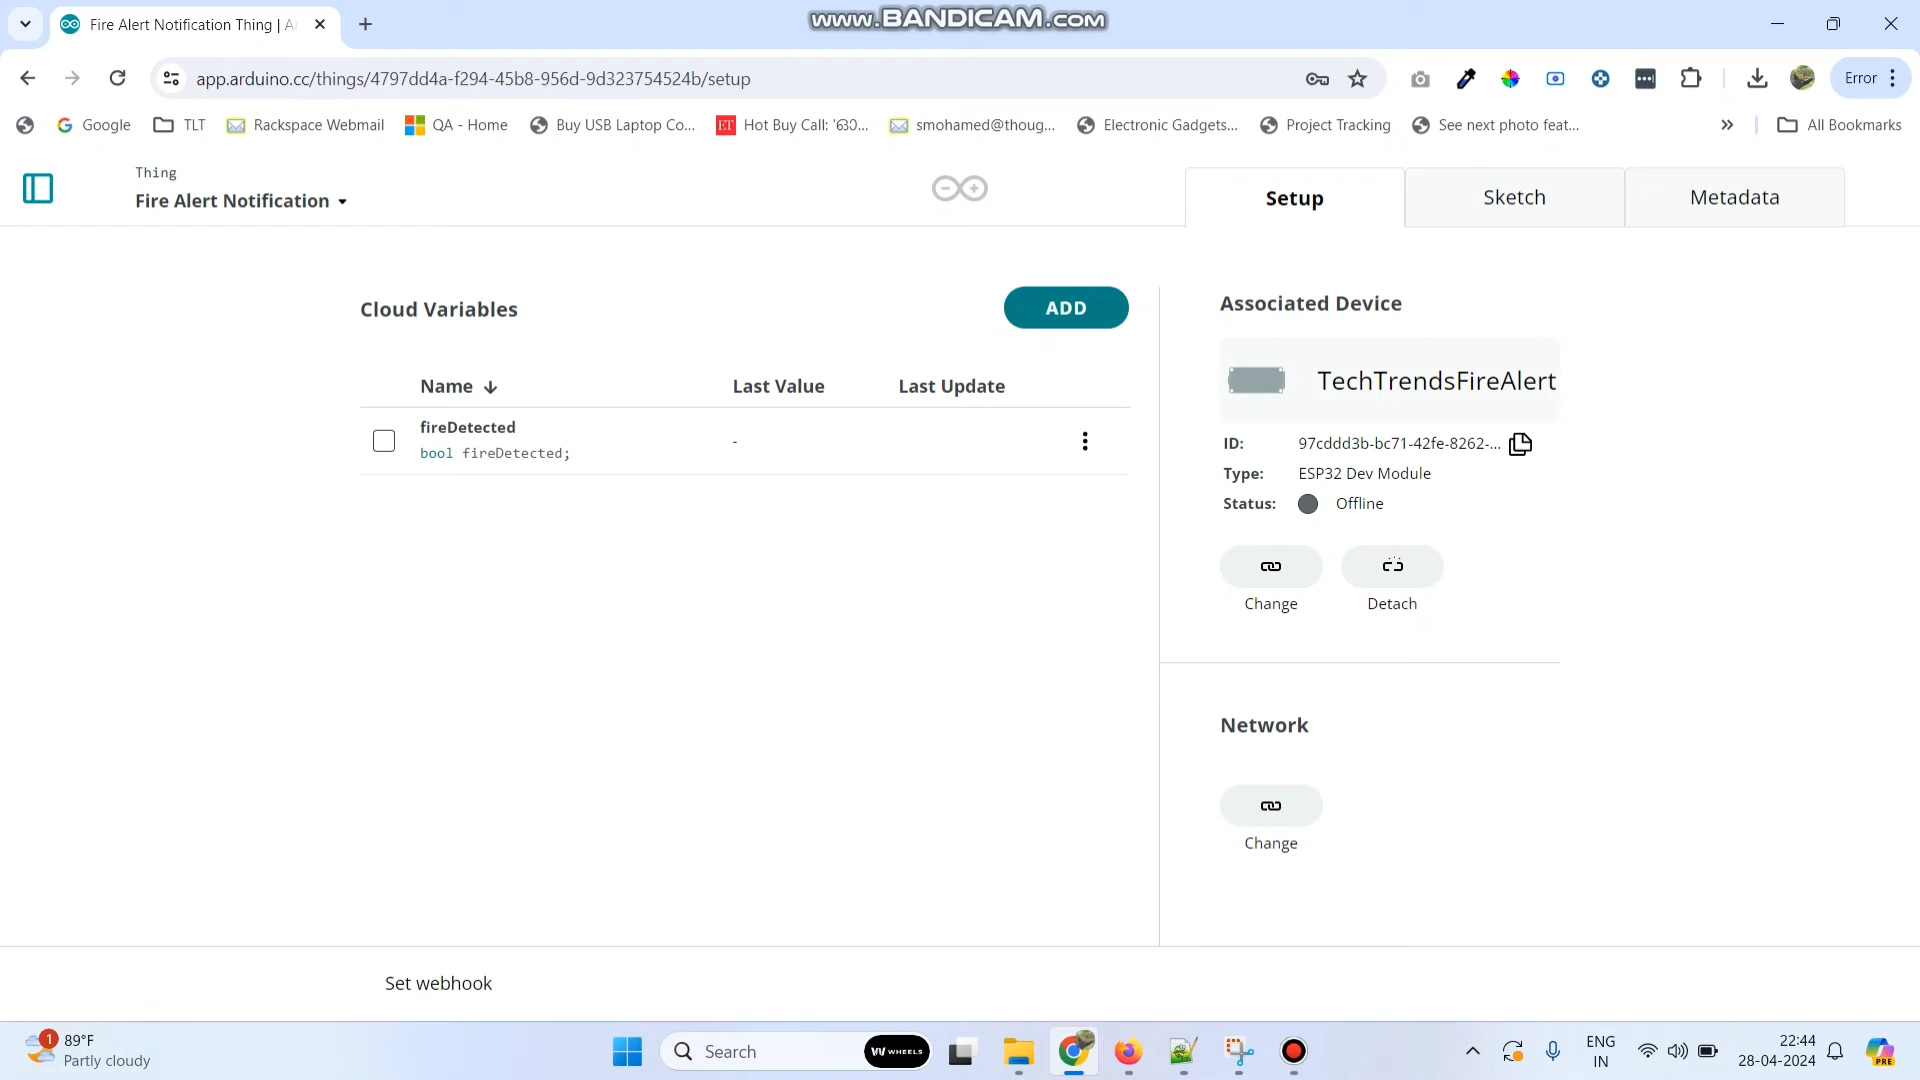 www.BANDICAM.com
Fire Alert Notification Thing | A
app.arduino.cc/things/4797dd4a-f294-45b8-956d-9d323754524b/setup
Error
Google
TLT
Rackspace Webmail
QA - Home
Buy USB Laptop Co...
ET
Hot Buy Call: 'ഓ...
smohamed@thoug...
Electronic Gadgets...
Project Tracking
See next photo feat...
All Bookmarks
Thing
Fire Alert Notification
Setup
Sketch
Metadata
Cloud Variables
ADD
Name
Last Value
Last Update
fireDetected
bool fireDetected;
-
Associated Device
TechTrendsFireAlert
ID: 97cddd3b-bc71-42fe-8262-...
Type: ESP32 Dev Module
Status: Offline
Change
Detach
Network
Change
Set webhook
1
89°F
Partly cloudy
Search
WHEELS
ENG
IN
22:44
28-04-2024
PRE